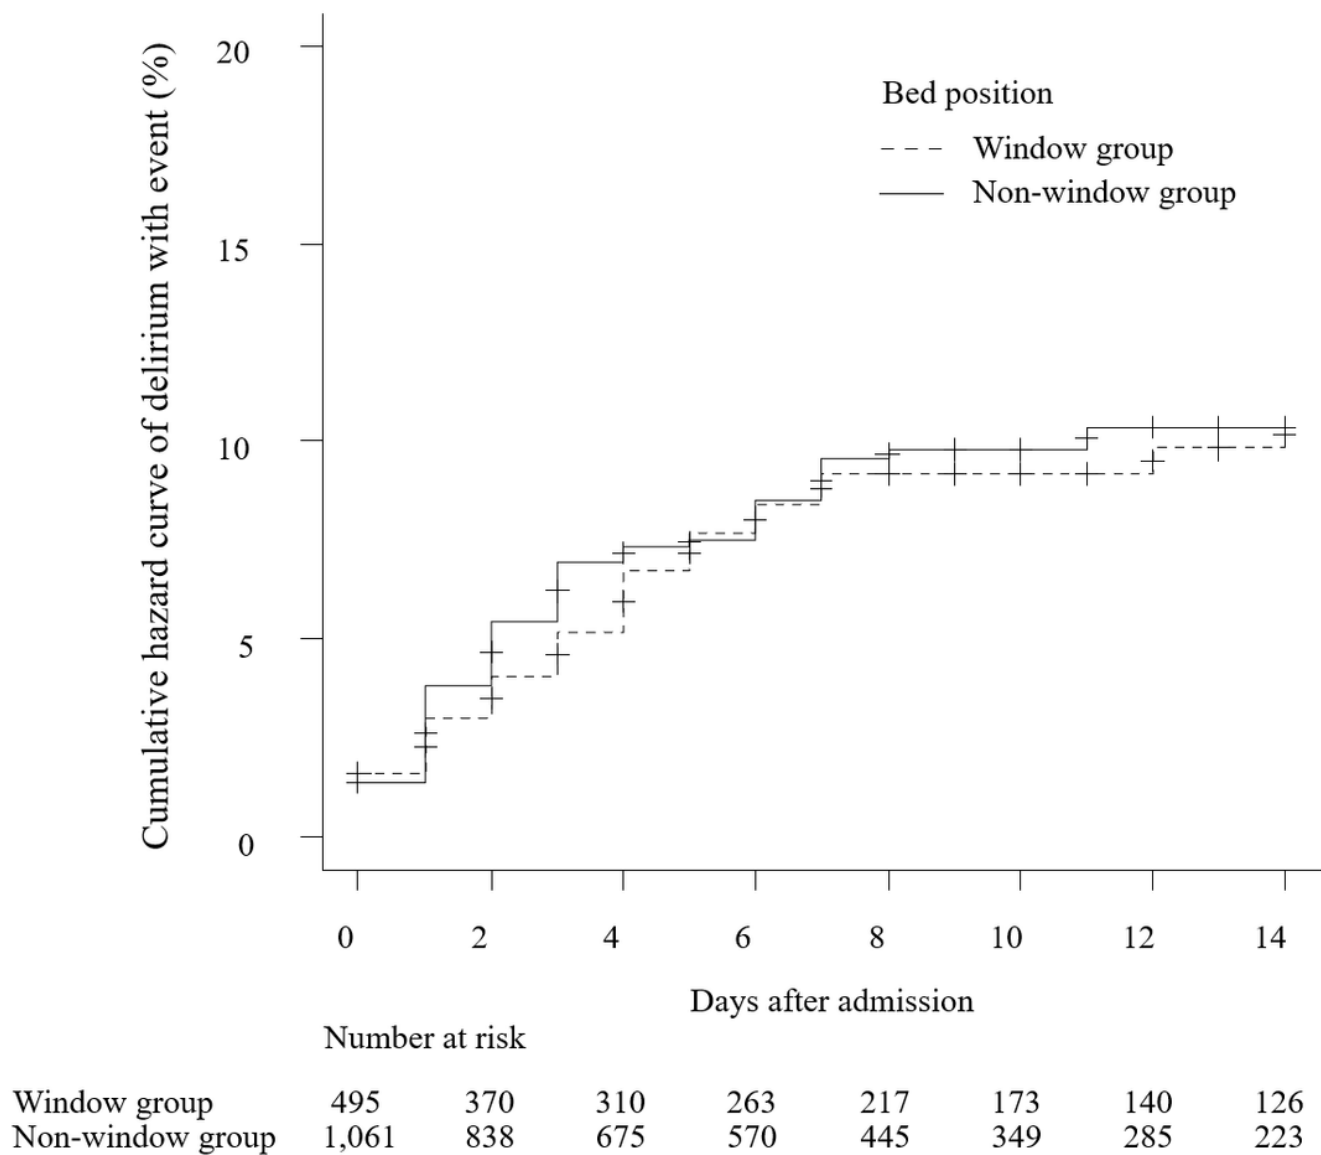 Cumulative hazard curve of delirium with event (%)
20
15
10
5
0
Bed position
Window group
Non-window group
0 2 4 6 8 10 12 14
Days after admission
Number at risk
Window group 495 370 310 263 217 173 140 126
Non-window group 1,061 838 675 570 445 349 285 223